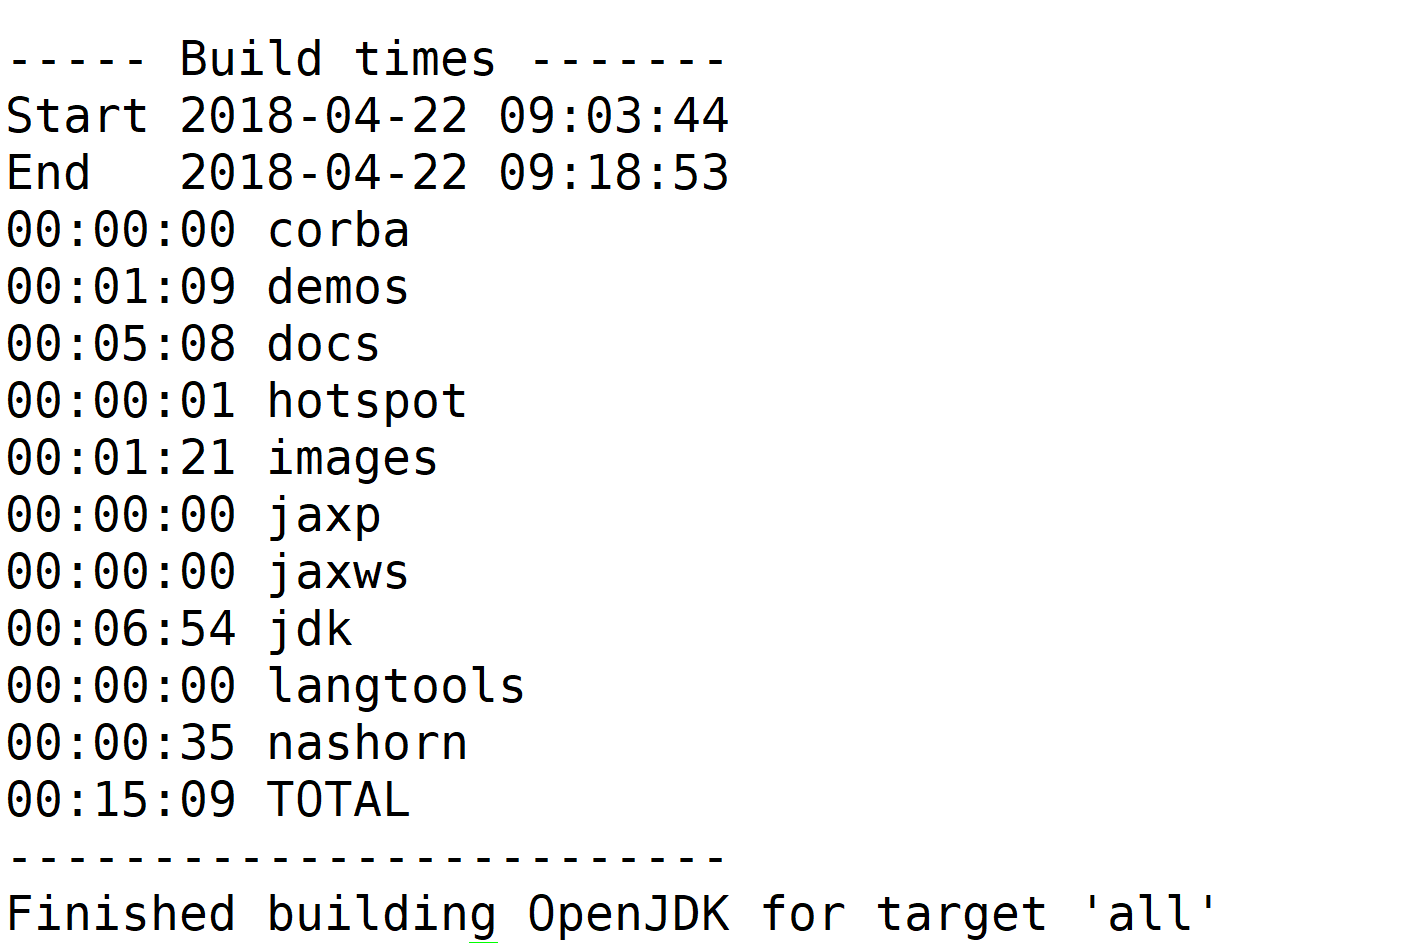 ----- Build times -------
Start 2018-04-22 09:03:44
End   2018-04-22 09:18:53
00:00:00 corba
00:01:09 demos
00:05:08 docs
00:00:01 hotspot
00:01:21 images
00:00:00 jaxp
00:00:00 jaxws
00:06:54 jdk
00:00:00 langtools
00:00:35 nashorn
00:15:09 TOTAL
-------------------------
Finished building OpenJDK for target 'all'